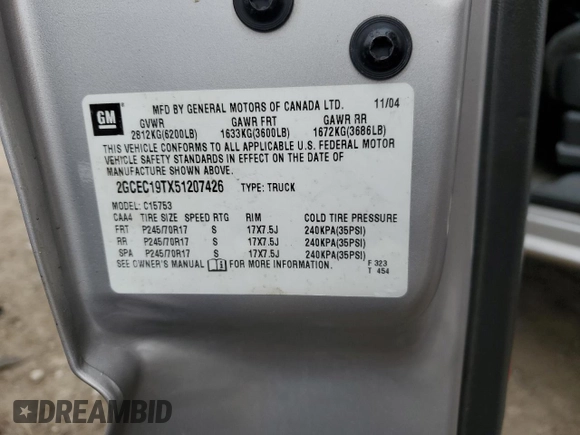 GM
MFD BY GENERAL MOTORS OF CANADA LTD. 11/04
GVWR GAWR FRT GAWR RR
2812KG(6200LB) 1633KG(3600LB) 1672KG(3686LB)
THIS VEHICLE CONFORMS TO ALL APPLICABLE U.S. FEDERAL MOTOR
VEHICLE SAFETY STANDARDS IN EFFECT ON THE DATE OF
MANUFACTURE SHOWN ABOVE.
2GCEC19TX51207426 TYPE: TRUCK
MODEL: C15753
CAA4 TIRE SIZE SPEED RTG RIM COLD TIRE PRESSURE
FRT P245/70R17 S 17X7.5J 240KPA(35PSI)
RR P245/70R17 S 17X7.5J 240KPA(35PSI)
SPA P245/70R17 S 17X7.5J 240KPA(35PSI)
SEE OWNER'S MANUAL FOR MORE INFORMATION.
F 323
T 454
DREAMBID